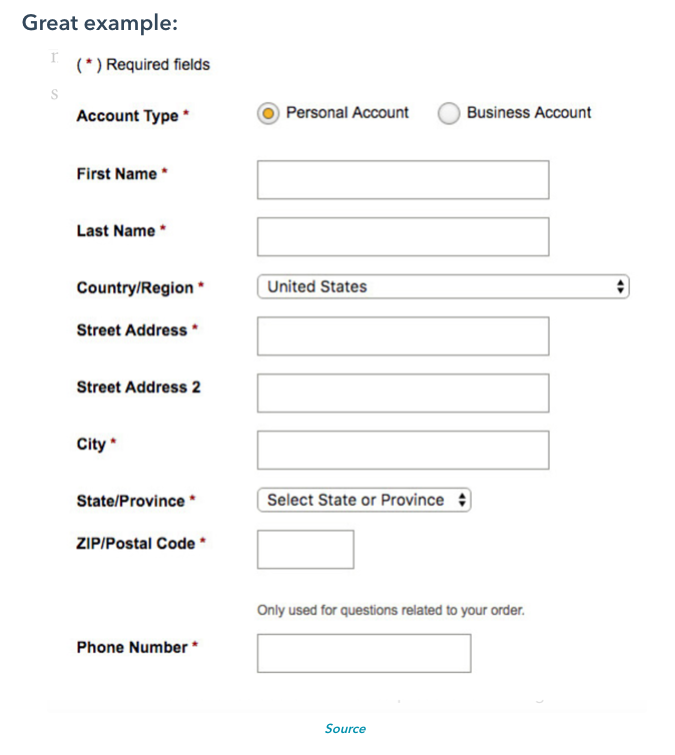 Great example:
r
( * ) Required fields
s
Account Type * Personal Account Business Account
First Name *
Last Name *
Country/Region * United States
Street Address *
Street Address 2
City *
State/Province * Select State or Province
ZIP/Postal Code *
Only used for questions related to your order.
Phone Number *
Source